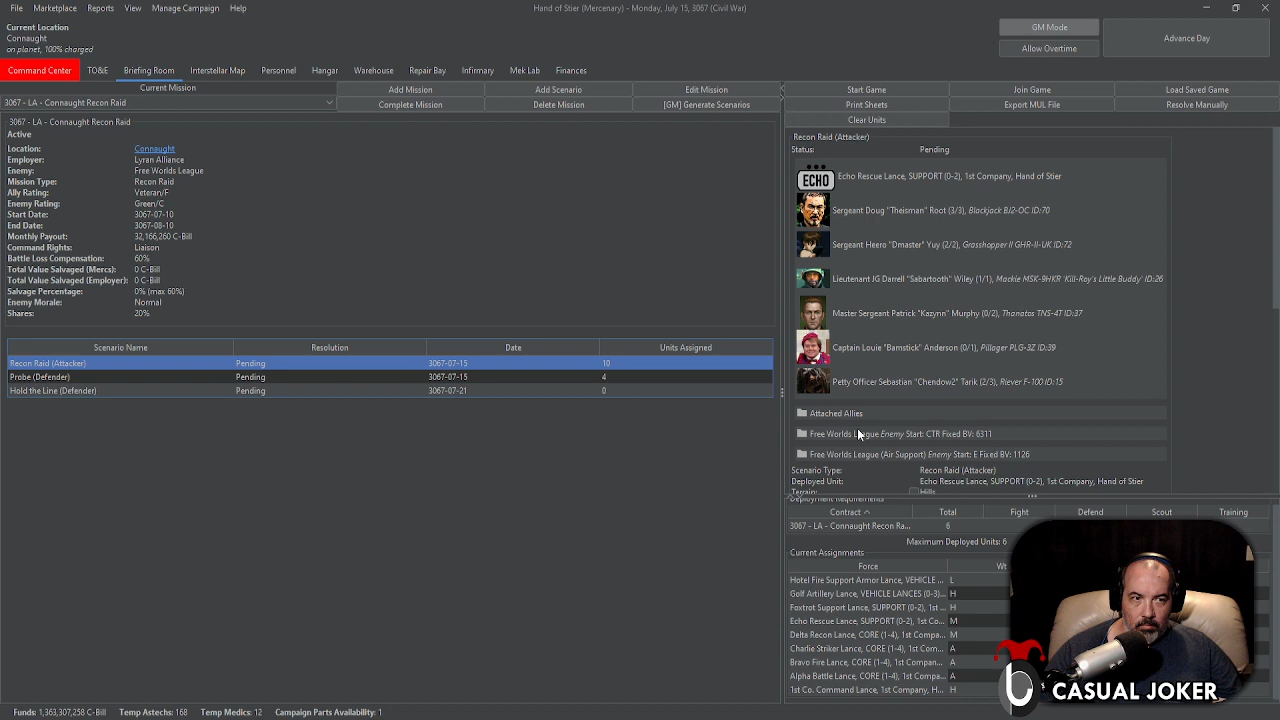 File Marketplace Reports View Manage Campaign Help
Hand of Stier (Mercenary) - Monday, July 15, 3067 (Civil War)
Current Location
Connaught
on planet, 100% charged
GM Mode
Allow Overtime
Advance Day
Command Center TO&E Briefing Room Interstellar Map Personnel Hangar Warehouse Repair Bay Infirmary Mek Lab Finances
Current Mission
3067 - LA - Connaught Recon Raid
Add Mission Add Scenario Edit Mission
Complete Mission Delete Mission [GM] Generate Scenarios
Start Game Join Game Load Saved Game
Print Sheets Export MUL File Resolve Manually
Clear Units
3067 - LA - Connaught Recon Raid
Active
Location: Connaught
Employer: Lyran Alliance
Enemy: Free Worlds League
Mission Type: Recon Raid
Ally Rating: Veteran/F
Enemy Rating: Green/C
Start Date: 3067-07-10
End Date: 3067-08-10
Monthly Payout: 32,166,260 C-Bill
Command Rights: Liaison
Battle Loss Compensation: 60%
Total Value Salvaged (Mercs): 0 C-Bill
Total Value Salvaged (Employer): 0 C-Bill
Salvage Percentage: 0% (max 60%)
Enemy Morale: Normal
Shares: 20%
Scenario Name Resolution Date Units Assigned
Recon Raid (Attacker) Pending 3067-07-15 10
Probe (Defender) Pending 3067-07-15 4
Hold the Line (Defender) Pending 3067-07-21 0
Recon Raid (Attacker)
Status: Pending
ECHO Echo Rescue Lance, SUPPORT (0-2), 1st Company, Hand of Stier
Sergeant Doug "Theisman" Root (3/3), Blackjack BJ2-OC ID:70
Sergeant Heero "Dmaster" Yuy (2/2), Grasshopper II GHR-II-UK ID:72
Lieutenant JG Darrell "Sabartooth" Wiley (1/1), Mackie MSK-9HKR 'Kill-Roy's Little Buddy' ID:26
Master Sergeant Patrick "Kazynn" Murphy (0/2), Thanatos TNS-4T ID:37
Captain Louie "Bamstick" Anderson (0/1), Pillager PLG-3Z ID:39
Petty Officer Sebastian "Chendow2" Tarik (2/3), Rlever F-100 ID:15
Attached Allies
Free Worlds League Enemy Start: CTR Fixed BV: 6311
Free Worlds League (Air Support) Enemy Start: E Fixed BV: 1126
Scenario Type: Recon Raid (Attacker)
Deployed Unit: Echo Rescue Lance, SUPPORT (0-2), 1st Company, Hand of Stier
Terrain: Hills
Deployment Requirements
Contract Total Fight Defend Scout Training
3067 - LA - Connaught Recon Ra... 6
Maximum Deployed Units: 6
Current Assignments
Force
Hotel Fire Support Armor Lance, VEHICLE ... L
Golf Artillery Lance, VEHICLE LANCES (0-3)... H
Foxtrot Support Lance, SUPPORT (0-2), 1st ... H
Echo Rescue Lance, SUPPORT (0-2), 1st Co... M
Delta Recon Lance, CORE (1-4), 1st Compa... M
Charlie Striker Lance, CORE (1-4), 1st Com... A
Bravo Fire Lance, CORE (1-4), 1st Compan... A
Alpha Battle Lance, CORE (1-4), 1st Comp... A
1st Co. Command Lance, 1st Company, H... H
CASUAL JOKER
Funds: 1,363,307,258 C-Bill Temp Astechs: 168 Temp Medics: 12 Campaign Parts Availability: 1